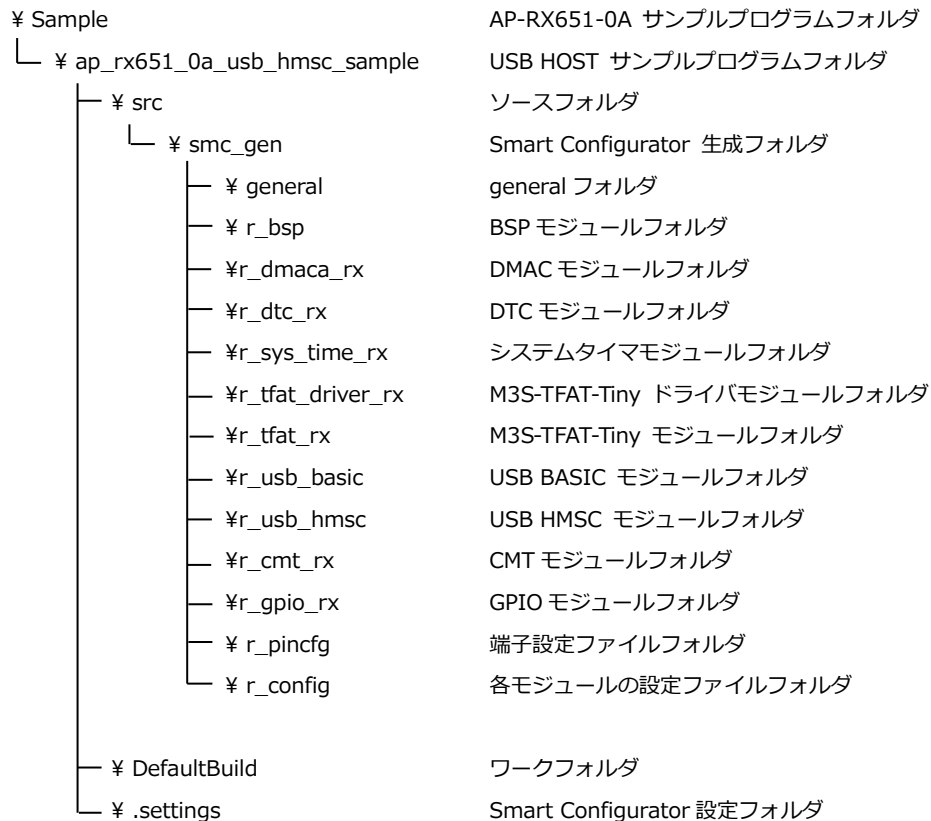 ¥ Sample AP-RX651-0A サンプルプログラムフォルダ
¥ ap_rx651_0a_usb_hmsc_sample USB HOST サンプルプログラムフォルダ
¥ src ソースフォルダ
¥ smc_gen Smart Configurator 生成フォルダ
¥ general general フォルダ
¥ r_bsp BSP モジュールフォルダ
¥r_dmaca_rx DMAC モジュールフォルダ
¥r_dtc_rx DTC モジュールフォルダ
¥r_sys_time_rx システムタイマモジュールフォルダ
¥r_tfat_driver_rx M3S-TFAT-Tiny ドライバモジュールフォルダ
¥r_tfat_rx M3S-TFAT-Tiny モジュールフォルダ
¥r_usb_basic USB BASIC モジュールフォルダ
¥r_usb_hmsc USB HMSC モジュールフォルダ
¥r_cmt_rx CMT モジュールフォルダ
¥r_gpio_rx GPIO モジュールフォルダ
¥ r_pincfg 端子設定ファイルフォルダ
¥ r_config 各モジュールの設定ファイルフォルダ
¥ DefaultBuild ワークフォルダ
¥ .settings Smart Configurator 設定フォルダ